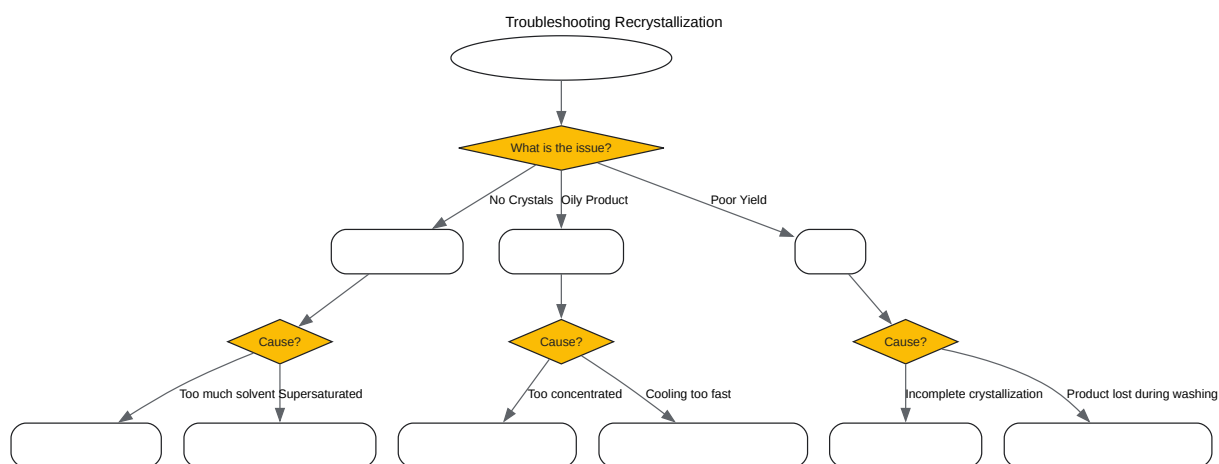 Troubleshooting Recrystallization
What is the issue?
No Crystals
Oily Product
Poor Yield
Cause?
Cause?
Cause?
Too much solvent
Supersaturated
Too concentrated
Cooling too fast
Incomplete crystallization
Product lost during washing